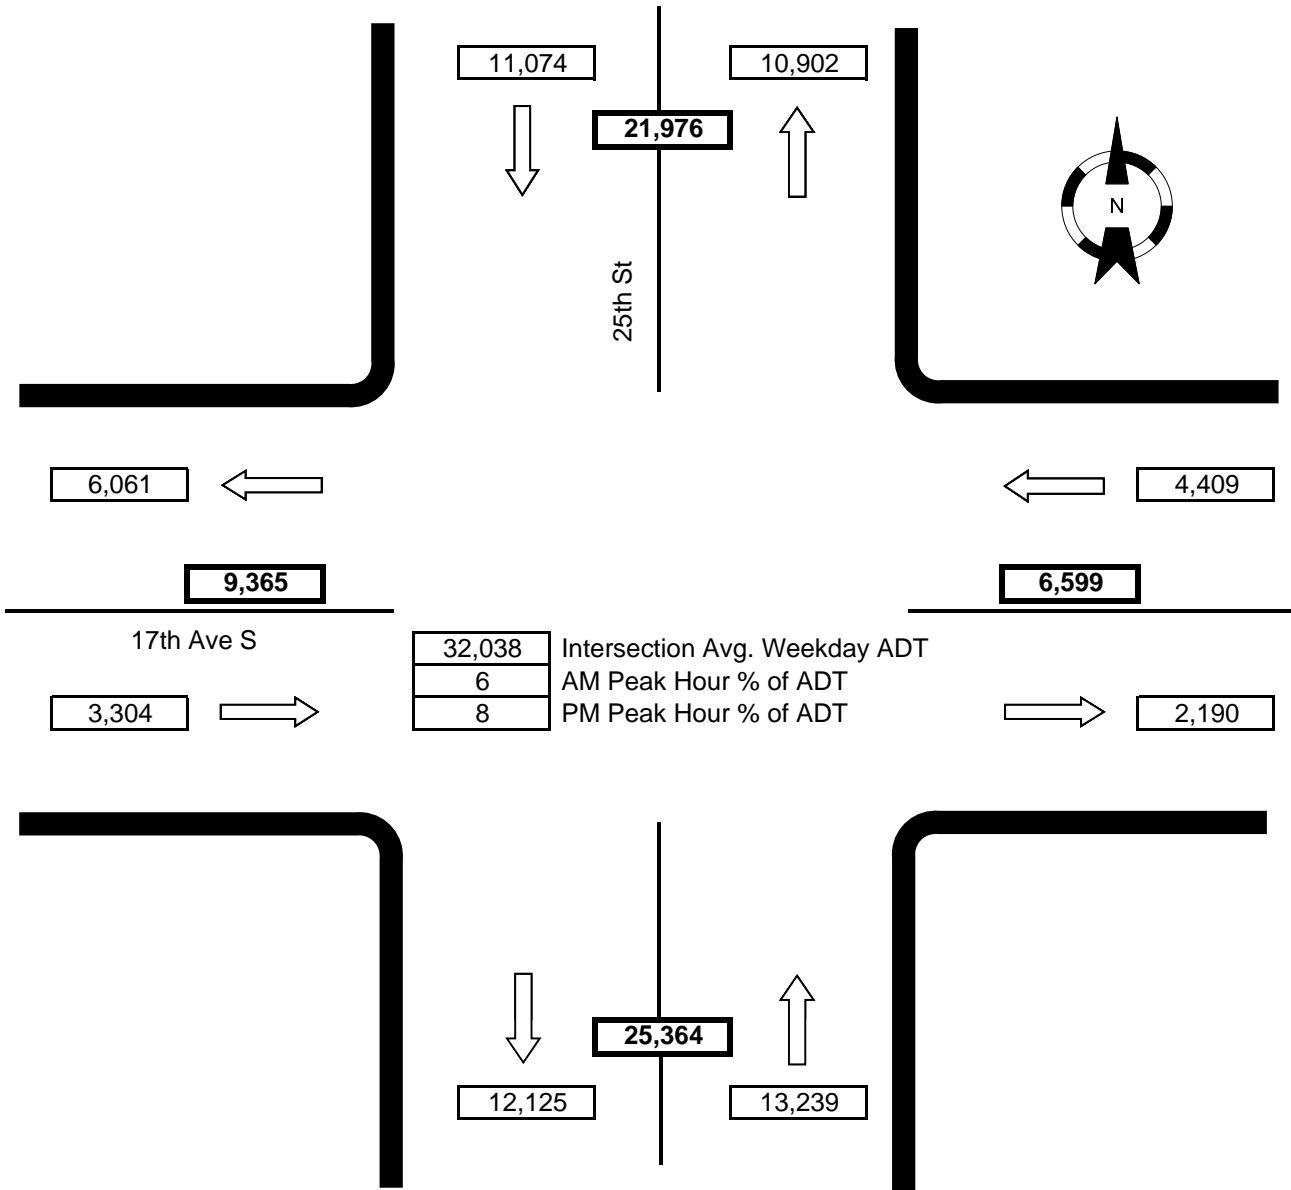 11,074
10,902
21,976
N
25th St
6,061
4,409
9,365
6,599
17th Ave S
32,038 Intersection Avg. Weekday ADT
6 AM Peak Hour % of ADT
8 PM Peak Hour % of ADT
3,304
2,190
25,364
12,125
13,239